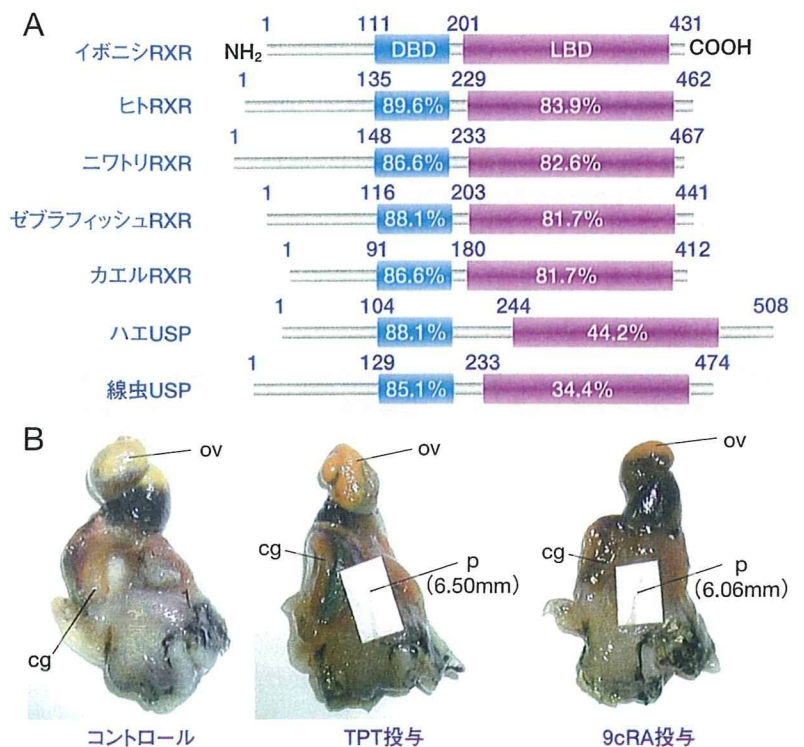 A
1 111 201 431
イボニシRXR NH₂ DBD LBD COOH
1 135 229 462
ヒトRXR 89.6% 83.9%
1 148 233 467
ニワトリRXR 86.6% 82.6%
1 116 203 441
ゼブラフィッシュRXR 88.1% 81.7%
1 91 180 412
カエルRXR 86.6% 81.7%
1 104 244 508
ハエUSP 88.1% 44.2%
1 129 233 474
線虫USP 85.1% 34.4%
B
ov ov ov
cg p cg p
(6.50mm) (6.06mm)
cg
コントロール TPT投与 9cRA投与